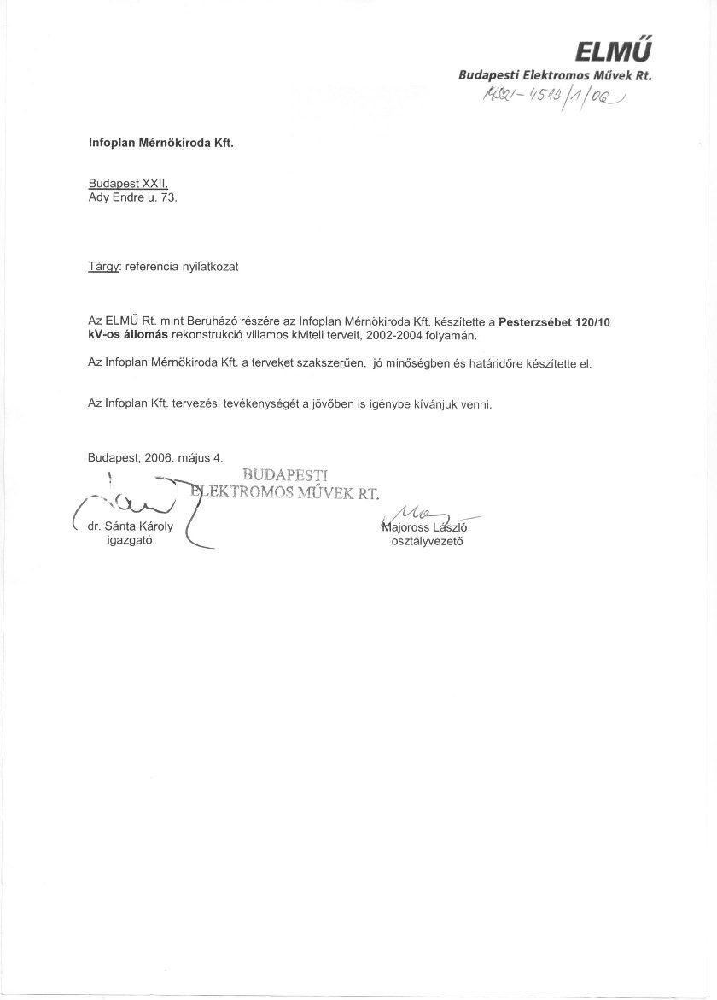 ELMŰ
Budapesti Elektromos Művek Rt.
Infoplan Mérnökiroda Kft.
Budapest XXII.
Ady Endre u. 73.
Tárgy: referencia nyilatkozat
Az ELMŰ Rt. mint Beruházó részére az Infoplan Mérnökiroda Kft. készítette a Pesterzsébet 120/10
kV-os állomás rekonstrukció villamos kiviteli terveit, 2002-2004 folyamán.
Az Infoplan Mérnökiroda Kft. a terveket szakszerűen, jó minőségben és határidőre készítette el.
Az Infoplan Kft. tervezési tevékenységét a jövőben is igénybe kívánjuk venni.
Budapest, 2006. május 4.
BUDAPESTI
ELEKTROMOS MŰVEK RT.
dr. Sánta Károly
igazgató
Majoross László
osztályvezető